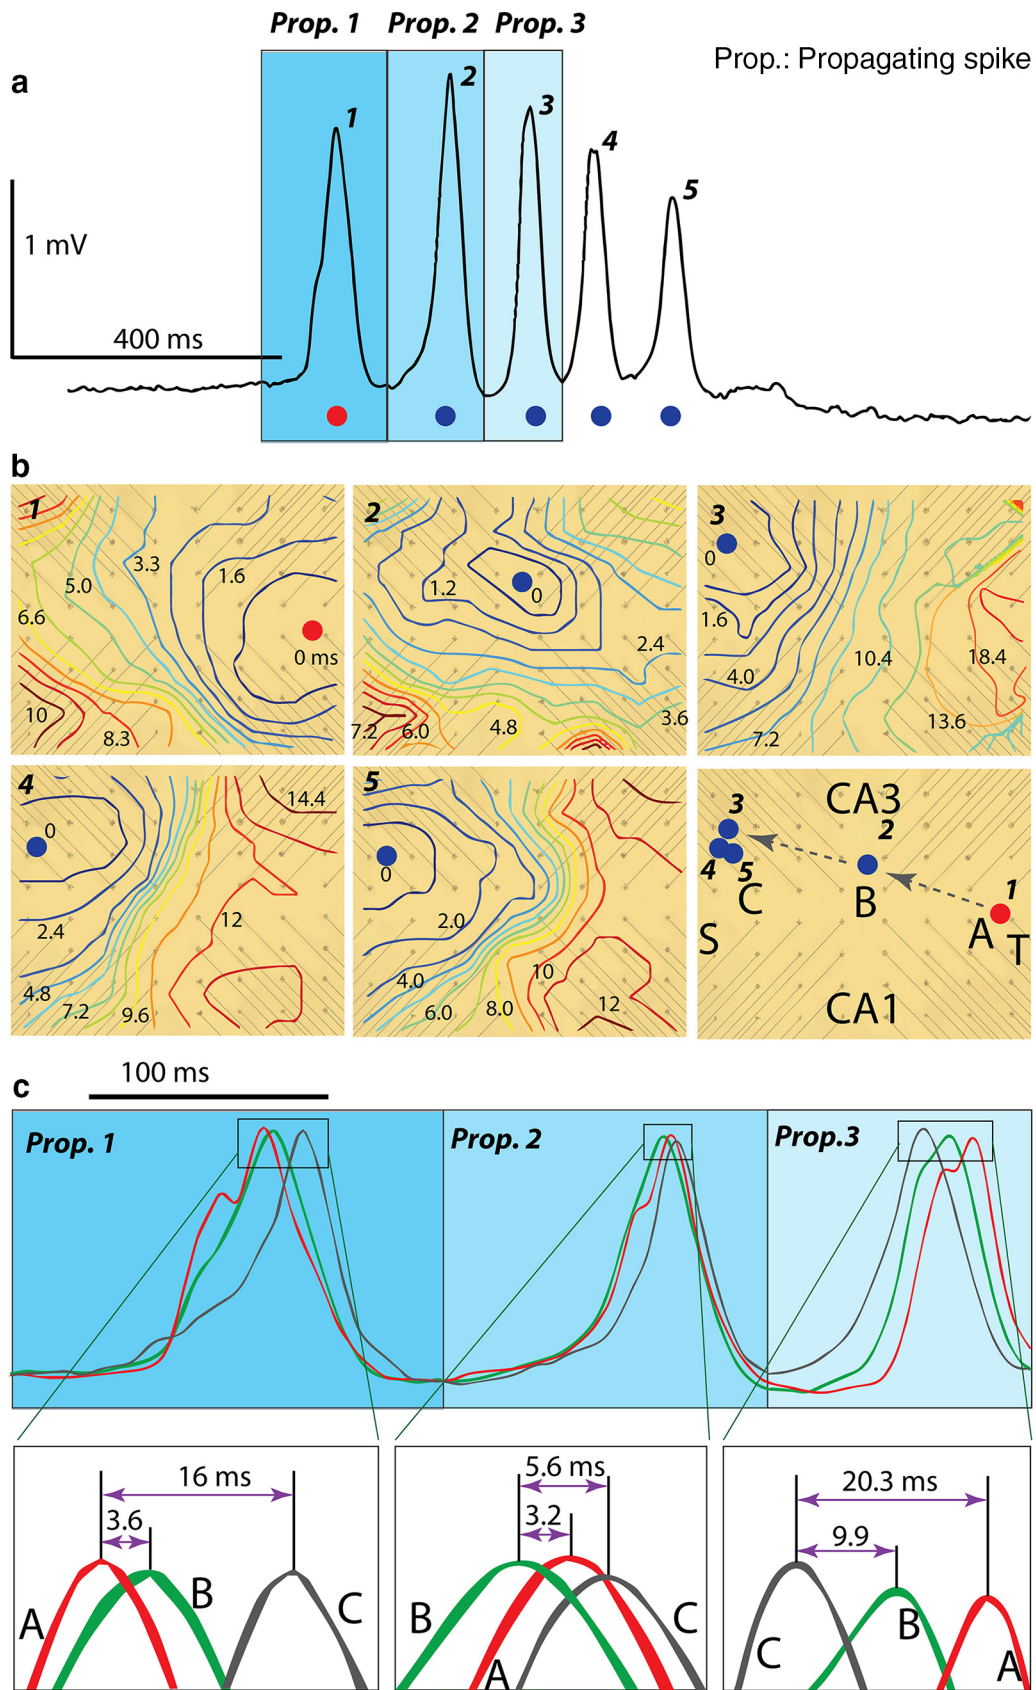 Prop. 1 Prop. 2 Prop. 3
Prop.: Propagating spike
a
1
2
3
4
5
1 mV
400 ms
b
1
3.3
1.6
5.0
6.6
0 ms
10
8.3
2
1.2
0
2.4
3.6
7.2
6.0
4.8
3
0
1.6
4.0
10.4
18.4
13.6
7.2
4
14.4
0
2.4
12
4.8
7.2
9.6
5
0
2.0
4.0
10
6.0
8.0
12
CA3
3
2
4
5
1
C
B
A
S
T
CA1
c
100 ms
Prop. 1
Prop. 2
Prop.3
16 ms
3.6
A
B
C
5.6 ms
3.2
B
A
C
20.3 ms
9.9
C
B
A